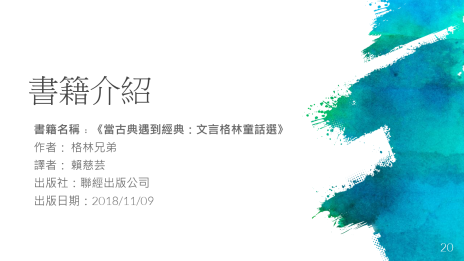 書籍介紹
書籍名稱：《當古典遇到經典：文言格林童話選》
作者： 格林兄弟
譯者： 賴慈芸
出版社：聯經出版公司
出版日期：2018/11/09
20